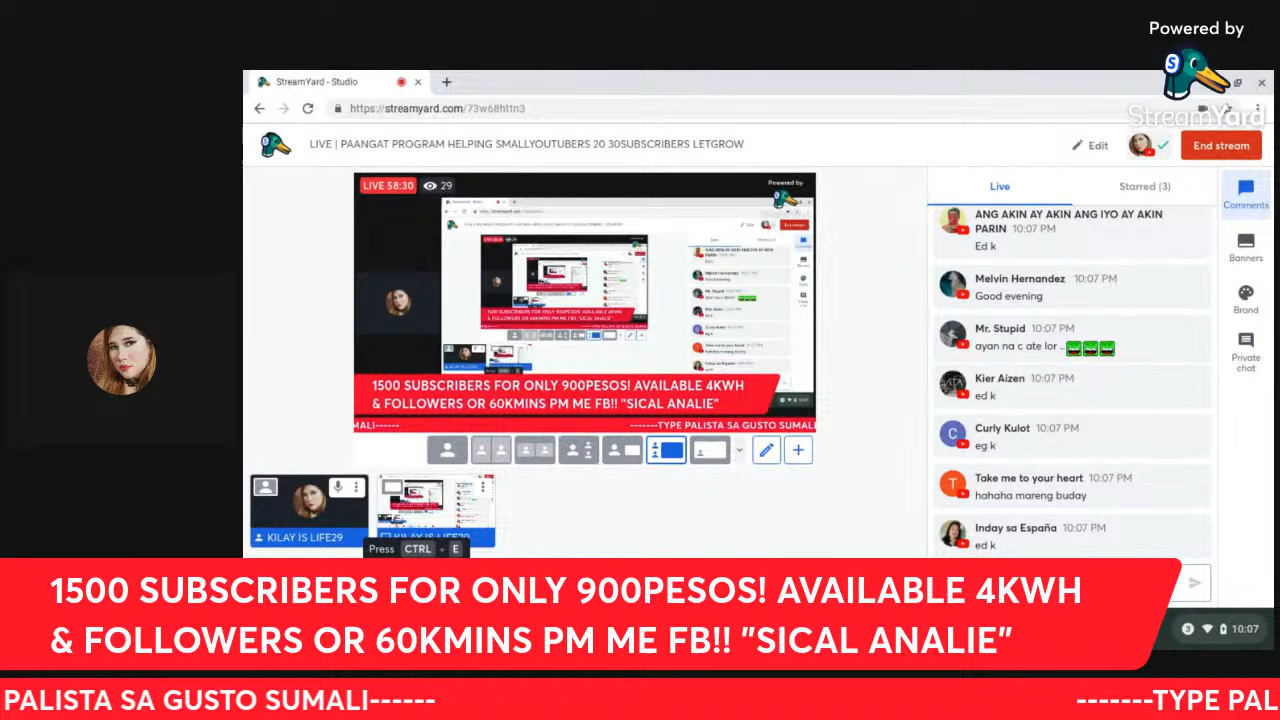 Powered by
StreamYard
StreamYard - Studio
https://streamyard.com/73w68httn3
LIVE | PAANGAT PROGRAM HELPING SMALLYOUTUBERS 20 30SUBSCRIBERS LETGROW
Edit
End stream
LIVE 58:30
29
Powered by
1500 SUBSCRIBERS FOR ONLY 900PESOS! AVAILABLE 4KWH
& FOLLOWERS OR 60KMINS PM ME FB!! "SICAL ANALIE"
MALI------
-------TYPE PALISTA SA GUSTO SUMALI
KILAY IS LIFE29
KILAY IS LIFE29
Press CTRL + E
Live
Starred (3)
ANG AKIN AY AKIN ANG IYO AY AKIN
PARIN 10:07 PM
Ed k
Melvin Hernandez 10:07 PM
Good evening
Mr. Stupid 10:07 PM
ayan na c ate lor ..
Kier Aizen 10:07 PM
ed k
Curly Kulot 10:07 PM
eg k
Take me to your heart 10:07 PM
hahaha mareng buday
Inday sa España 10:07 PM
ed k
Comments
Banners
Brand
Private
chat
3
10:07
1500 SUBSCRIBERS FOR ONLY 900PESOS! AVAILABLE 4KWH
& FOLLOWERS OR 60KMINS PM ME FB!! "SICAL ANALIE"
PALISTA SA GUSTO SUMALI------
-------TYPE PAL